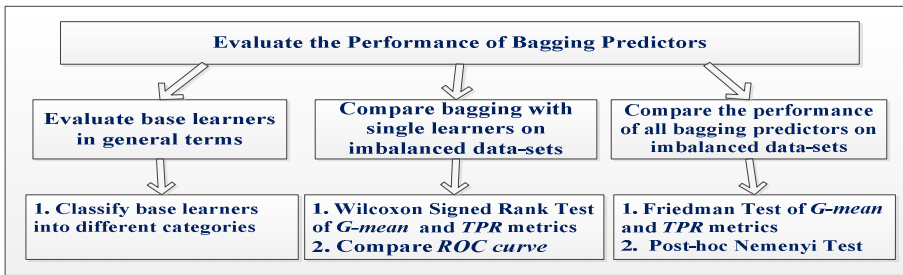 Evaluate the Performance of Bagging Predictors
Evaluate base learners
in general terms
Compare bagging with
single learners on
imbalanced data-sets
Compare the performance
of all bagging predictors on
imbalanced data-sets
1. Classify base learners
into different categories
1. Wilcoxon Signed Rank Test
of G-mean and TPR metrics
2. Compare ROC curve
1. Friedman Test of G-mean
and TPR metrics
2. Post-hoc Nemenyi Test